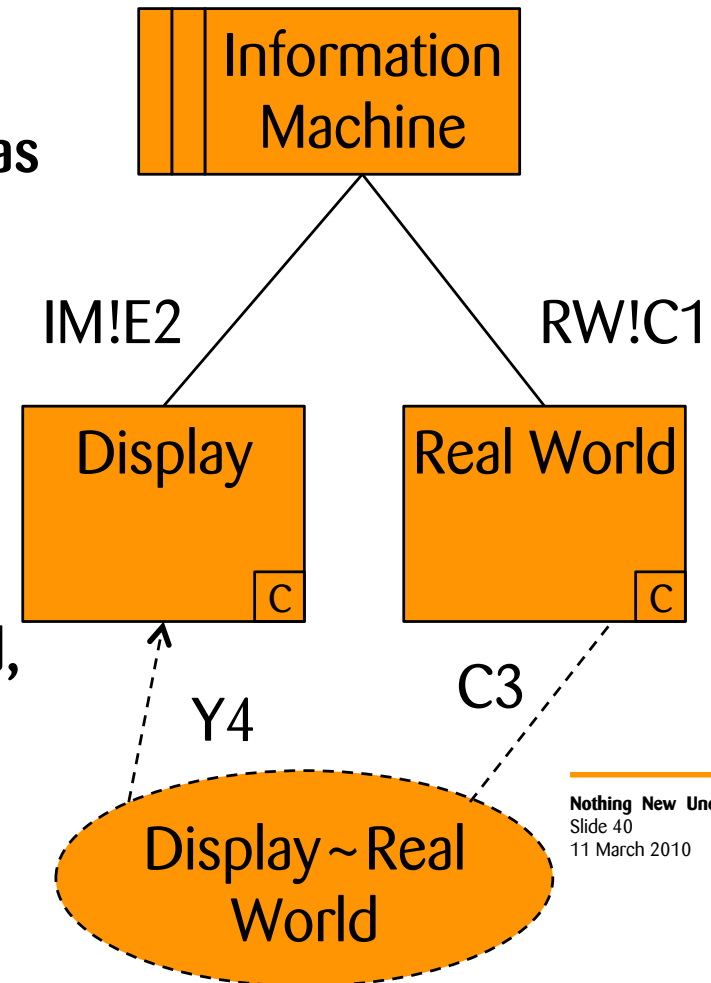 Information
Machine
as
IM!E2
RW!C1
Display
Real World
C
C
,
Y4
C3
Nothing New
Slide 40
11 March 2010
Display~Real
World